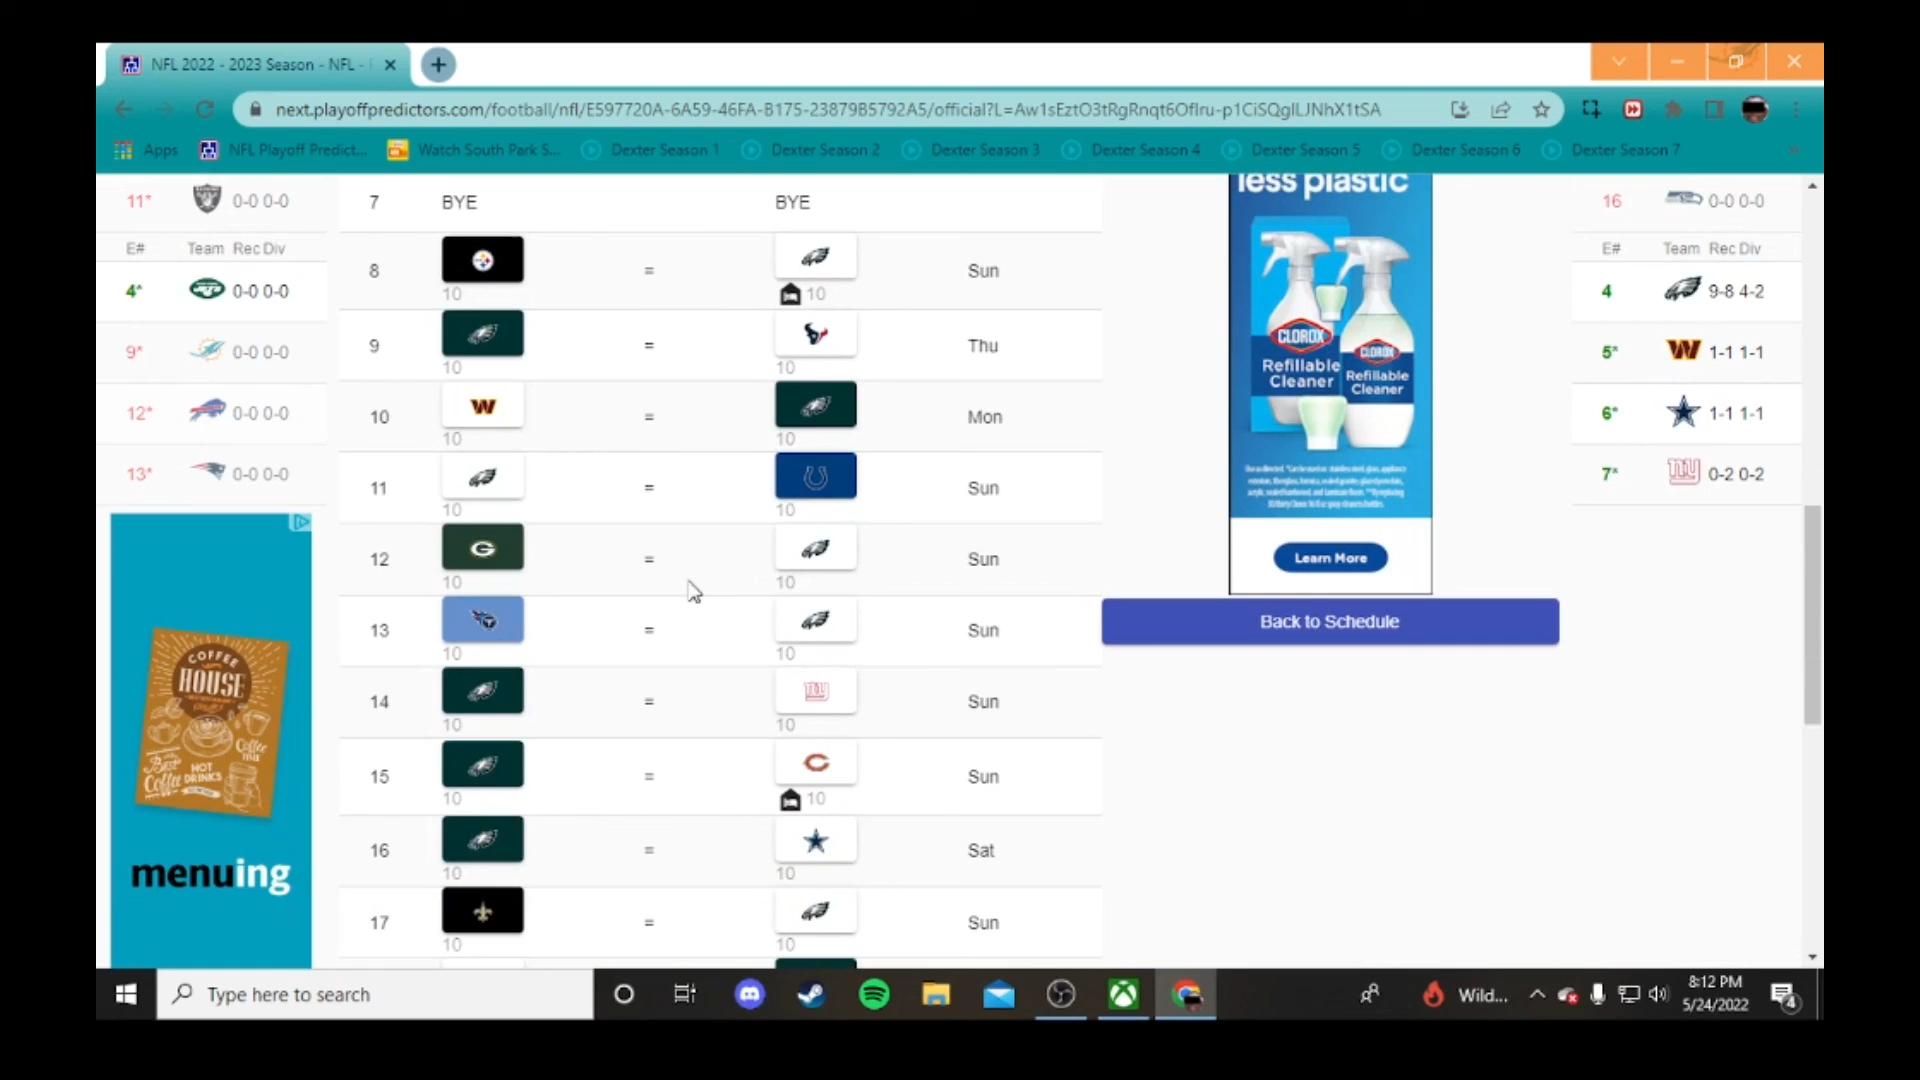 NFL 2022 - 2023 Season - NFL -
next.playoffpredictors.com/football/nfl/E597720A-6A59-46FA-B175-23879B5792A5/official?L=Aw1sEztO3tRgRnqt6Oflru-p1CiSQgILJNhX1tSA
Apps NFL Playoff Predict... Watch South Park S... Dexter Season 1 Dexter Season 2 Dexter Season 3 Dexter Season 4 Dexter Season 5 Dexter Season 6 Dexter Season 7 »
11* 0-0 0-0
E# Team Rec Div
4^ 0-0 0-0
9* 0-0 0-0
12* 0-0 0-0
13* 0-0 0-0
COFFEE
HOUSE
BEST
Coffee
HOT
DRINKS
menuing
7 BYE BYE
8 = Sun
10 10
9 = Thu
10 10
10 W = Mon
10 10
11 = Sun
10 10
12 G = Sun
10 10
13 = Sun
10 10
14 = ny Sun
10 10
15 = C Sun
10 10
16 = Sat
10 10
17 = Sun
10 10
less plastic
CLOROX
Refillable
Cleaner
CLOROX
Refillable
Cleaner
Learn More
Back to Schedule
16 0-0 0-0
E# Team Rec Div
4 9-8 4-2
5* W 1-1 1-1
6* 1-1 1-1
7* ny 0-2 0-2
Type here to search
Wild...
8:12 PM
5/24/2022
4